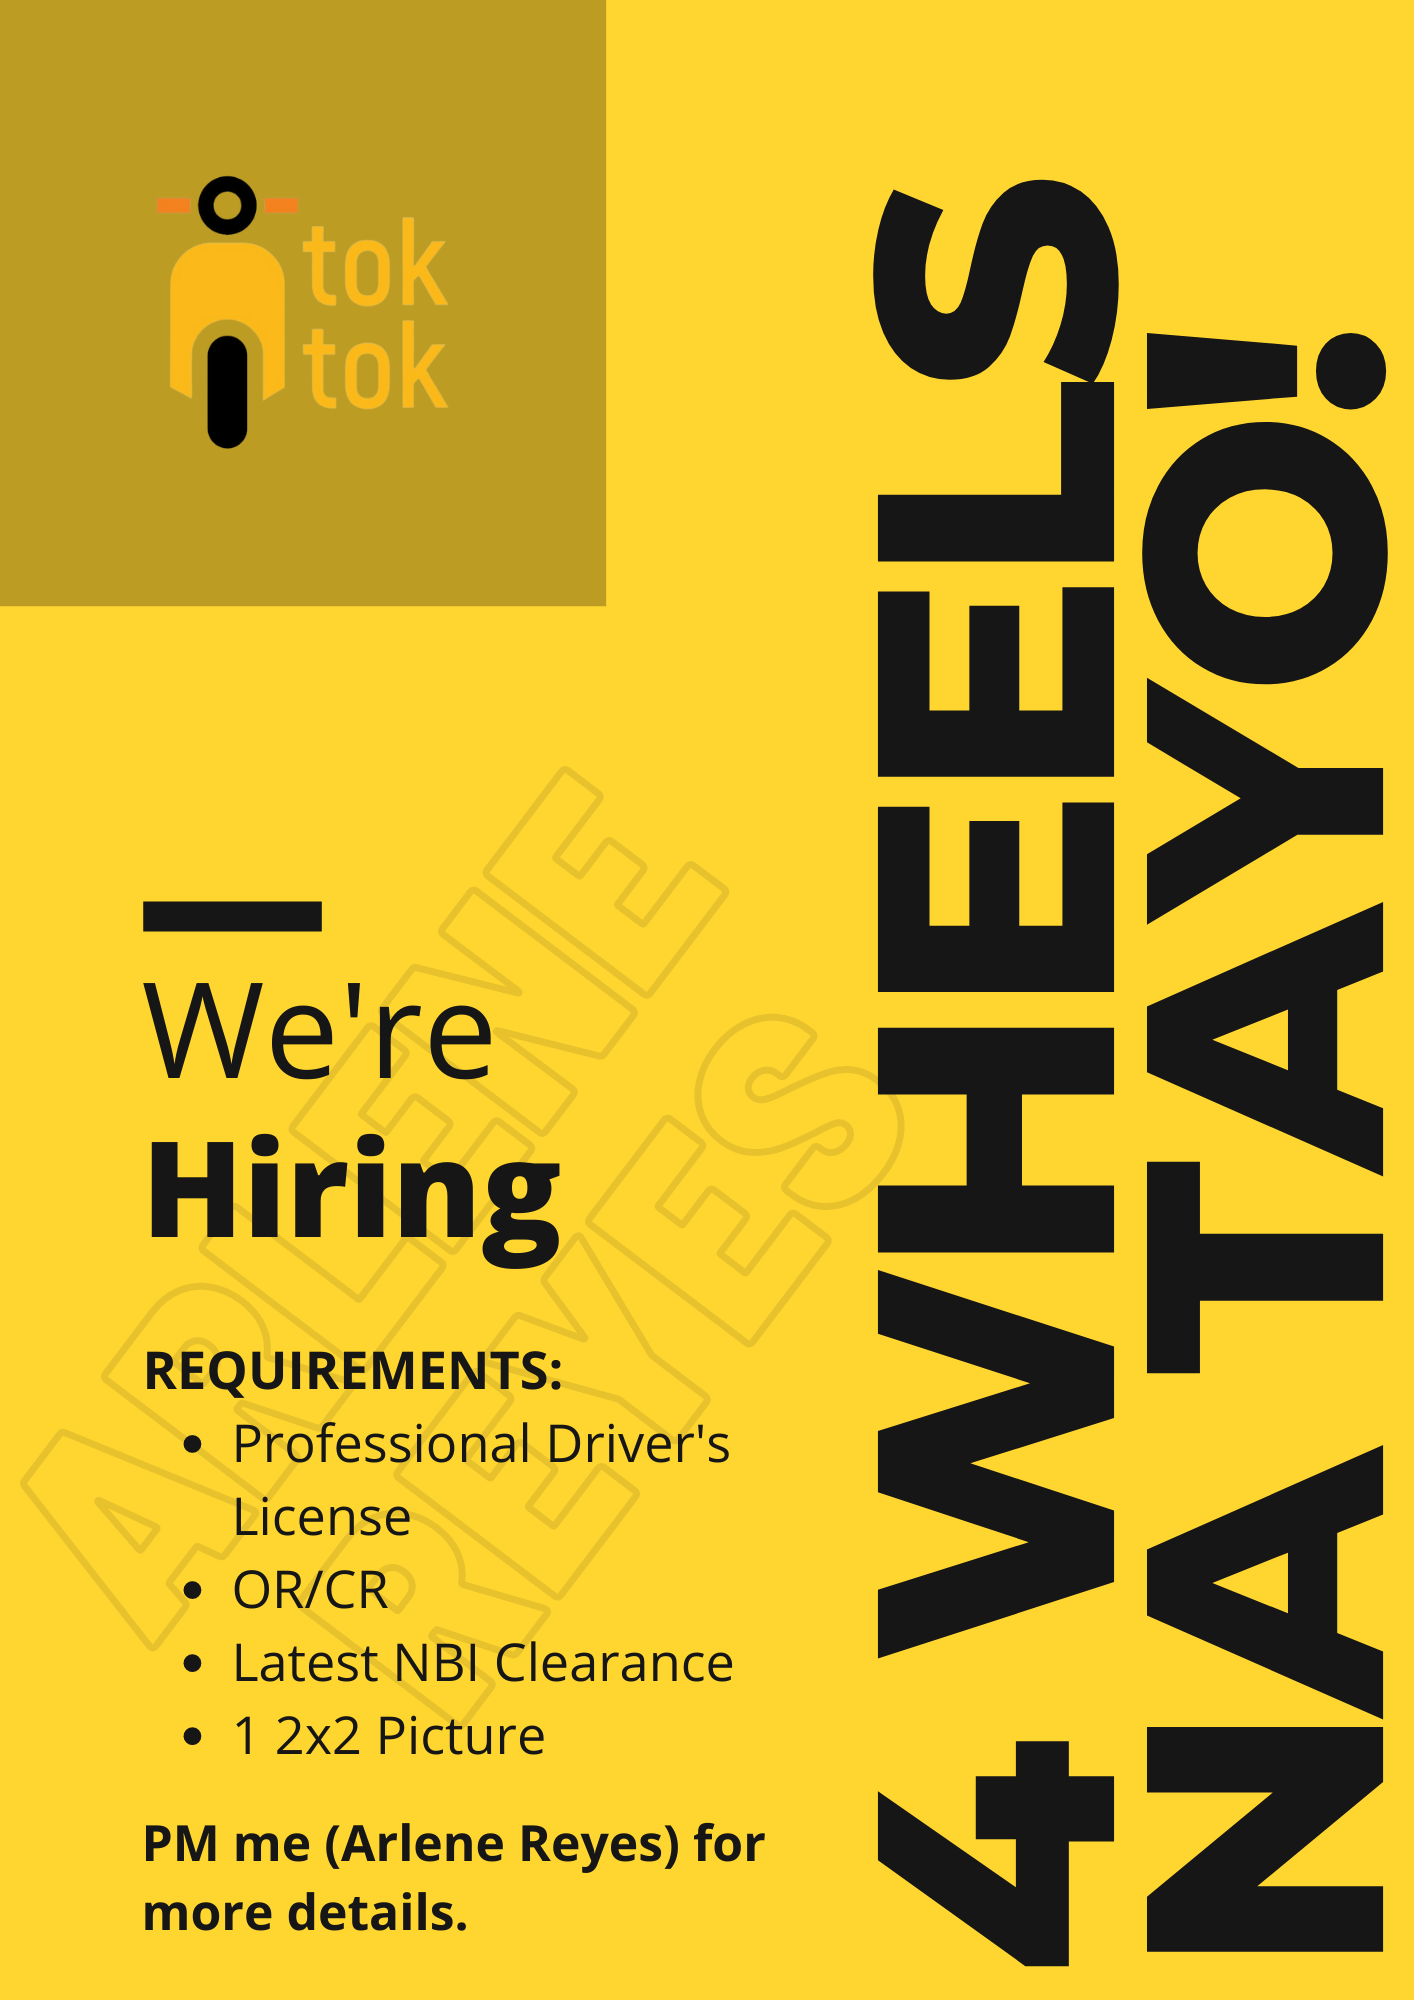 tok
tok
4 WHEELS
NA TAYO!
We're
Hiring
ARLENE
REYES
REQUIREMENTS:
• Professional Driver's
License
• OR/CR
• Latest NBI Clearance
• 1 2x2 Picture
PM me (Arlene Reyes) for
more details.